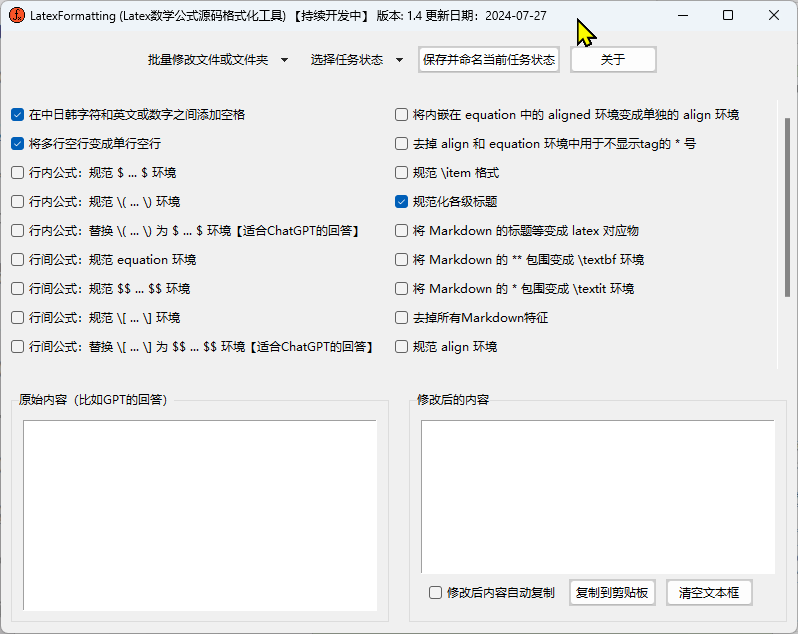 LatexFormatting (Latex数学公式源码格式化工具) 【持续开发中】 版本: 1.4 更新日期: 2024-07-27
批量修改文件或文件夹 选择任务状态 保存并命名当前任务状态 关于
在中日韩字符和英文或数字之间添加空格
将多行空行变成单行空行
行内公式：规范 $ ... $ 环境
行内公式：规范 \( ... \) 环境
行内公式：替换 \( ... \) 为 $ ... $ 环境【适合ChatGPT的回答】
行间公式：规范 equation 环境
行间公式：规范 $$ ... $$ 环境
行间公式：规范 \[ ... \] 环境
行间公式：替换 \[ ... \] 为 $$ ... $$ 环境【适合ChatGPT的回答】
将内嵌在 equation 中的 aligned 环境变成单独的 align 环境
去掉 align 和 equation 环境中用于不显示tag的 * 号
规范 \item 格式
规范化各级标题
将 Markdown 的标题等变成 latex 对应物
将 Markdown 的 ** 包围变成 \textbf 环境
将 Markdown 的 * 包围变成 \textit 环境
去掉所有Markdown特征
规范 align 环境
原始内容（比如GPT的回答）
修改后的内容
修改后内容自动复制 复制到剪贴板 清空文本框